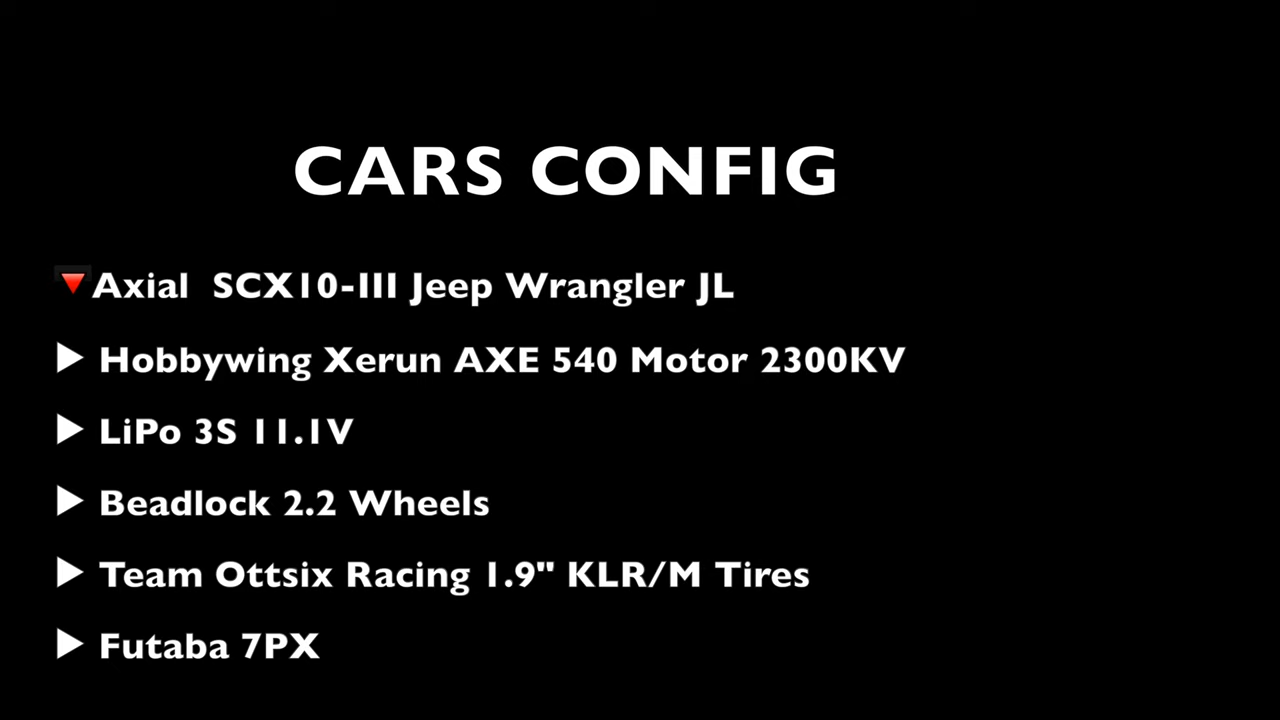 CARS CONFIG
🔻Axial  SCX10-III Jeep Wrangler JL
▶ Hobbywing Xerun AXE 540 Motor 2300KV
▶ LiPo 3S 11.1V
▶ Beadlock 2.2 Wheels
▶ Team Ottsix Racing 1.9" KLR/M Tires
▶ Futaba 7PX